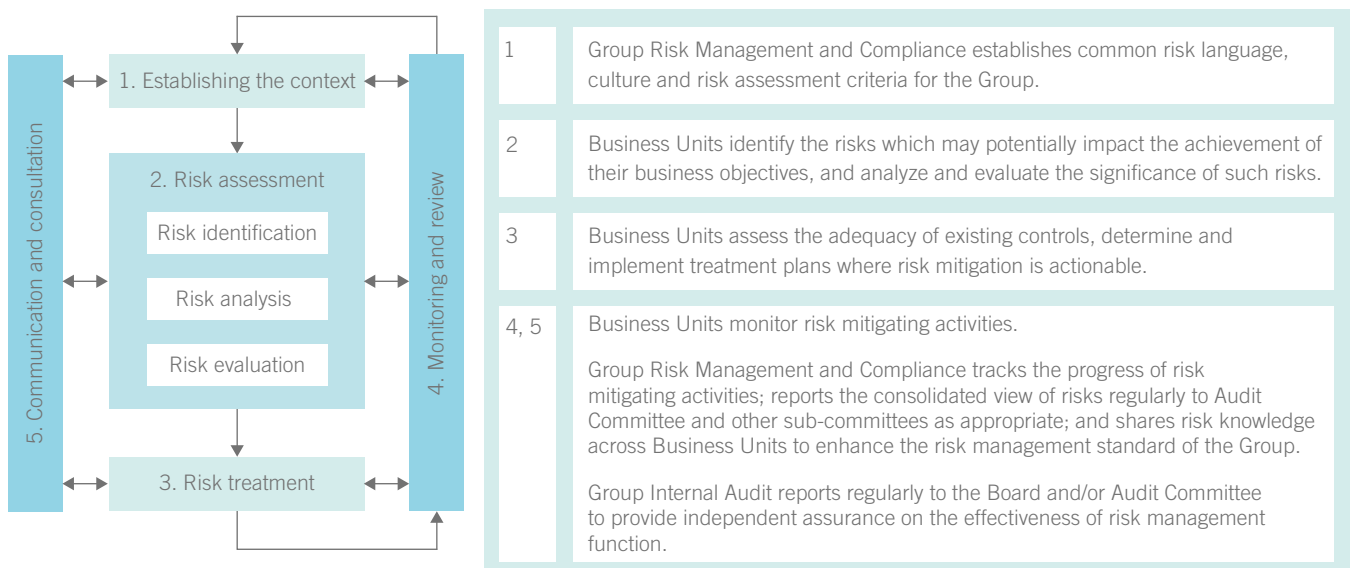 5. Communication and consultation
1. Establishing the context
2. Risk assessment
Risk identification
Risk analysis
Risk evaluation
3. Risk treatment
4. Monitoring and review
1
Group Risk Management and Compliance establishes common risk language,
culture and risk assessment criteria for the Group.
2
Business Units identify the risks which may potentially impact the achievement of
their business objectives, and analyze and evaluate the significance of such risks.
3
Business Units assess the adequacy of existing controls, determine and
implement treatment plans where risk mitigation is actionable.
4, 5
Business Units monitor risk mitigating activities.
Group Risk Management and Compliance tracks the progress of risk
mitigating activities; reports the consolidated view of risks regularly to Audit
Committee and other sub-committees as appropriate; and shares risk knowledge
across Business Units to enhance the risk management standard of the Group.
Group Internal Audit reports regularly to the Board and/or Audit Committee
to provide independent assurance on the effectiveness of risk management
function.